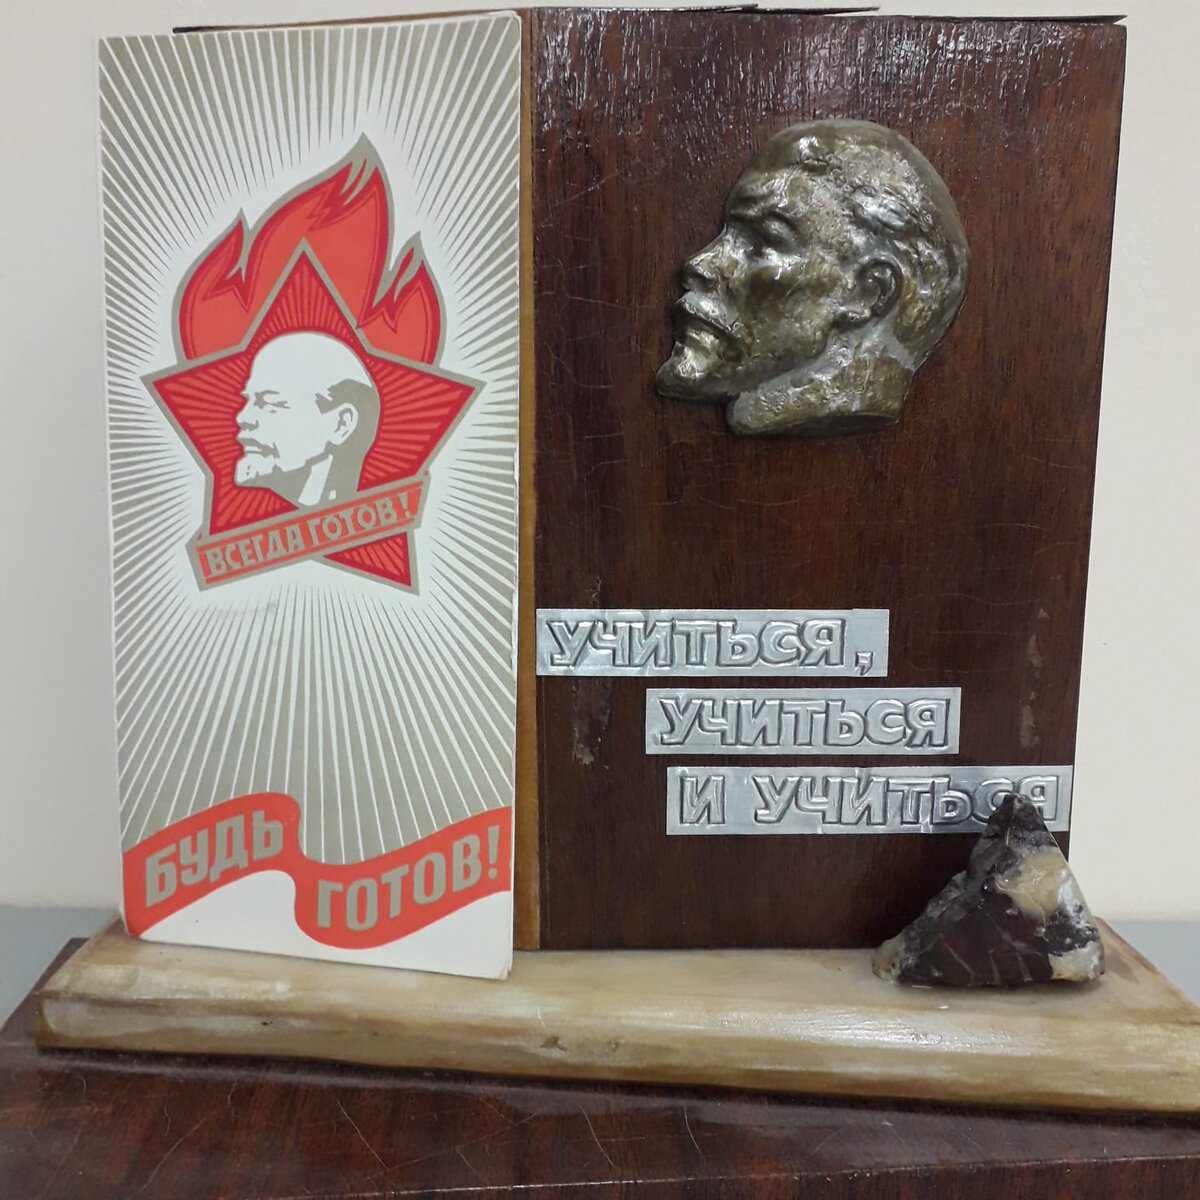 ВСЕГДА ГОТОВ!
БУДЬ
ГОТОВ!
УЧИТЬСЯ,
УЧИТЬСЯ
И УЧИТЬСЯ